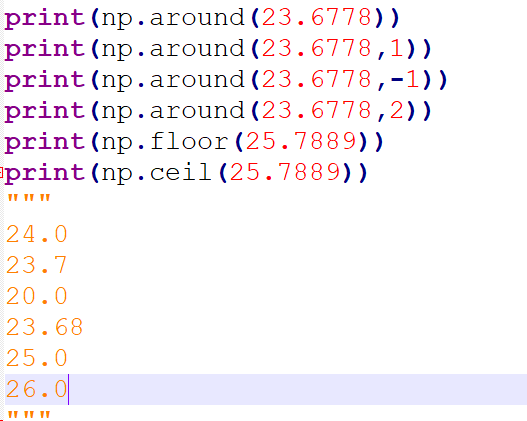 print(np.around(23.6778))
print(np.around(23.6778,1))
print(np.around(23.6778,-1))
print(np.around(23.6778,2))
print(np.floor(25.7889))
print(np.ceil(25.7889))
"""
24.0
23.7
20.0
23.68
25.0
26.0
"""